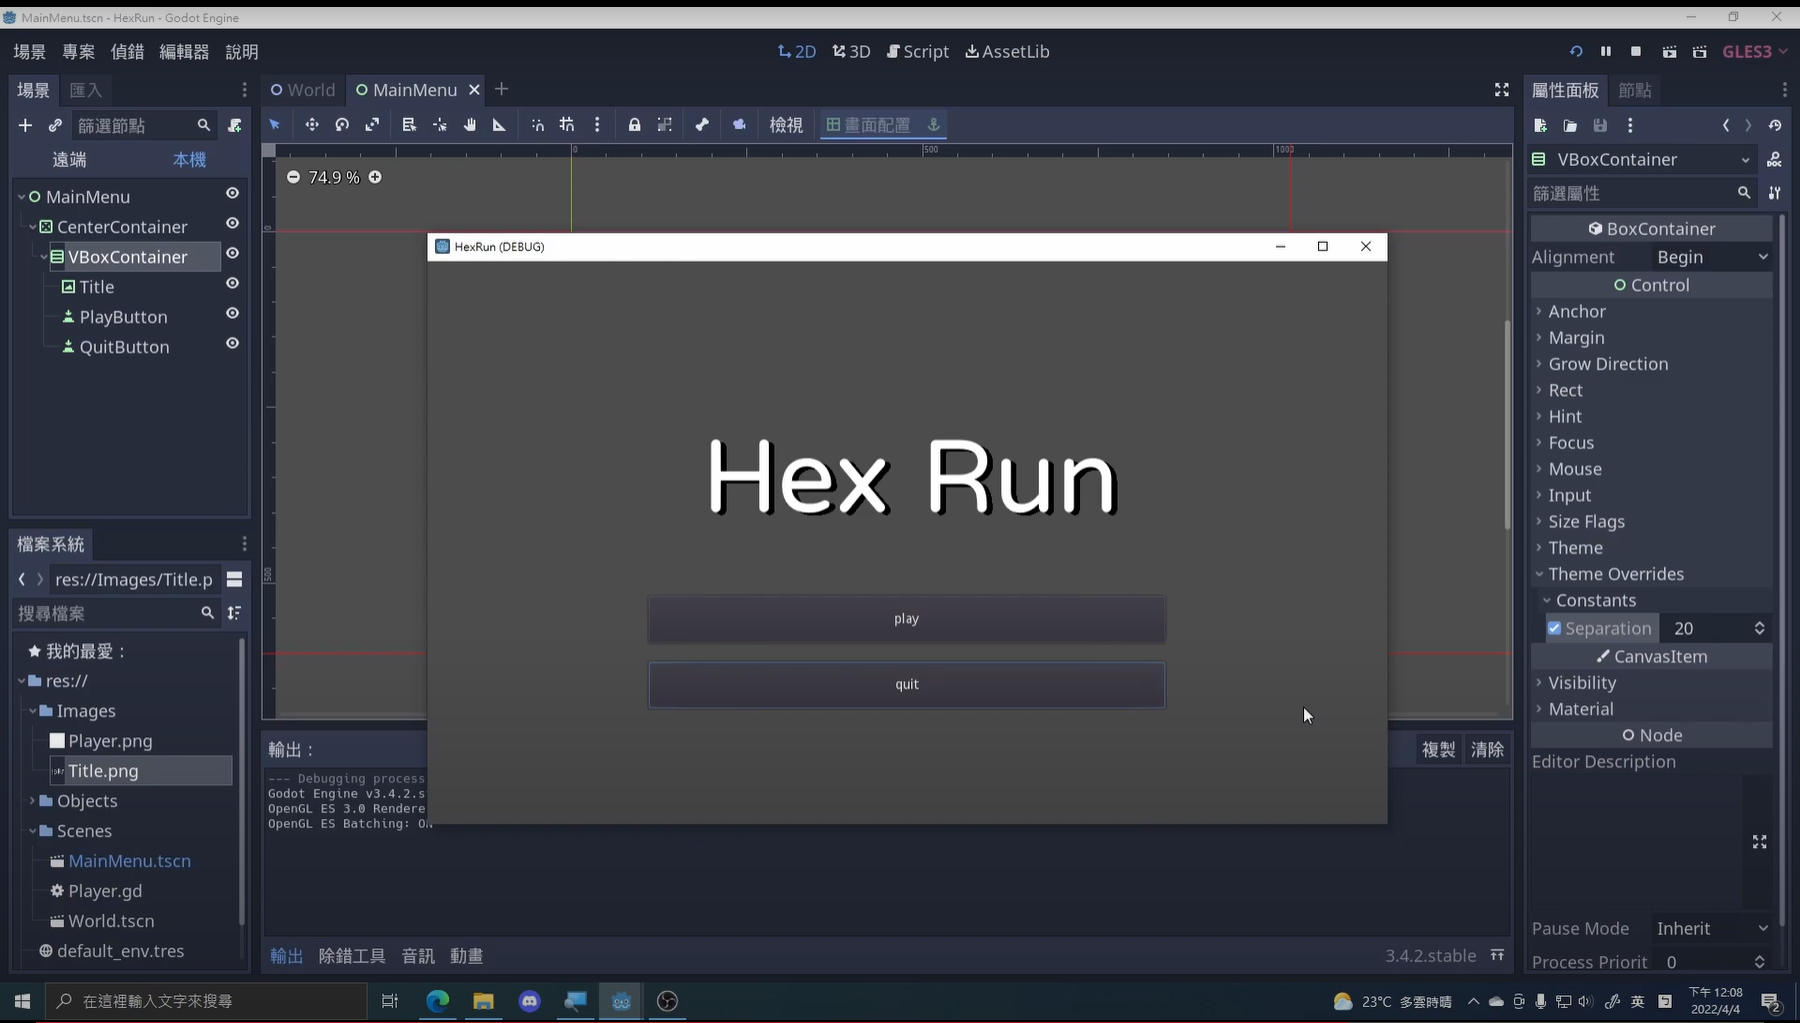 MainMenu.tscn - HexRun - Godot Engine
場景 專案 偵錯 編輯器 說明
2D 3D Script AssetLib
GLES3
場景 匯入
World MainMenu
屬性面板 節點
篩選節點
檢視 畫面配置
遠端 本機
VBoxContainer
0 500 1000
74.9 %
篩選屬性
MainMenu
CenterContainer
VBoxContainer
Title
PlayButton
QuitButton
HexRun (DEBUG)
Hex Run
play
quit
BoxContainer
Alignment Begin
Control
Anchor
Margin
Grow Direction
Rect
Hint
Focus
Mouse
Input
Size Flags
Theme
Theme Overrides
Constants
Separation 20
CanvasItem
Visibility
Material
Node
Editor Description
Pause Mode Inherit
Process Priorit 0
檔案系統
res://Images/Title.p
搜尋檔案
我的最愛：
res://
Images
Player.png
Title.png
Objects
Scenes
MainMenu.tscn
Player.gd
World.tscn
default_env.tres
0
500
輸出：
複製 清除
--- Debugging process
Godot Engine v3.4.2.s
OpenGL ES 3.0 Rendere
OpenGL ES Batching: ON
輸出 除錯工具 音訊 動畫
3.4.2.stable
在這裡輸入文字來搜尋
23°C 多雲時晴
英
下午 12:08
2022/4/4
2